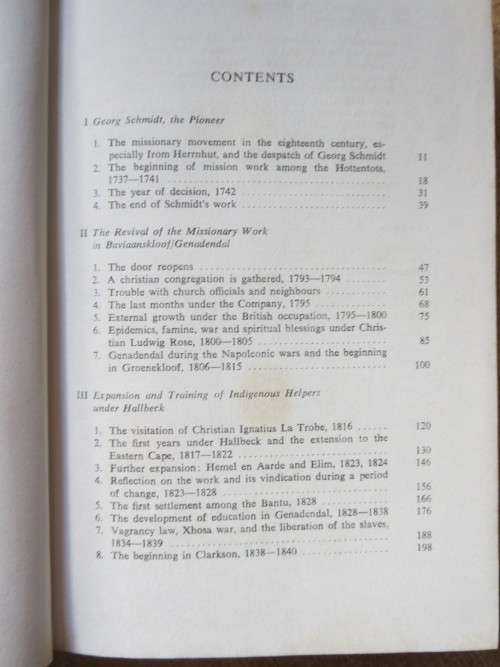 CONTENTS
I Georg Schmidt, the Pioneer
1. The missionary movement in the eighteenth century, es-
pecially from Herrnhut, and the despatch of Georg Schmidt 11
2. The beginning of mission work among the Hottentots,
1737—1741 . . . . . . . . . . . . . . . . . . . . . . . . . . . . . . . . 18
3. The year of decision, 1742 . . . . . . . . . . . . . . . . . . . . 31
4. The end of Schmidt's work . . . . . . . . . . . . . . . . . . . . 39
II The Revival of the Missionary Work
in Baviaanskloof/Genadendal
1. The door reopens . . . . . . . . . . . . . . . . . . . . . . . . . . 47
2. A christian congregation is gathered, 1793—1794 . . . . . . . . 53
3. Trouble with church officials and neighbours . . . . . . . . . . 61
4. The last months under the Company, 1795 . . . . . . . . . . 68
5. External growth under the British occupation, 1795—1800 75
6. Epidemics, famine, war and spiritual blessings under Chris-
tian Ludwig Rose, 1800—1805 . . . . . . . . . . . . . . . . . . 85
7. Genadendal during the Napoleonic wars and the beginning
in Groenekloof, 1806—1815 . . . . . . . . . . . . . . . . . . . . 100
III Expansion and Training of Indigenous Helpers
under Hallbeck
1. The visitation of Christian Ignatius La Trobe, 1816 . . . . . . 120
2. The first years under Hallbeck and the extension to the
Eastern Cape, 1817—1822 . . . . . . . . . . . . . . . . . . . . 130
3. Further expansion: Hemel en Aarde and Elim, 1823, 1824 146
4. Reflection on the work and its vindication during a period
of change, 1823—1828 . . . . . . . . . . . . . . . . . . . . . . 156
5. The first settlement among the Bantu, 1828 . . . . . . . . . . 166
6. The development of education in Genadendal, 1828—1838 176
7. Vagrancy law, Xhosa war, and the liberation of the slaves,
1834—1839 . . . . . . . . . . . . . . . . . . . . . . . . . . . . . . 188
8. The beginning in Clarkson, 1838—1840 . . . . . . . . . . . . 198